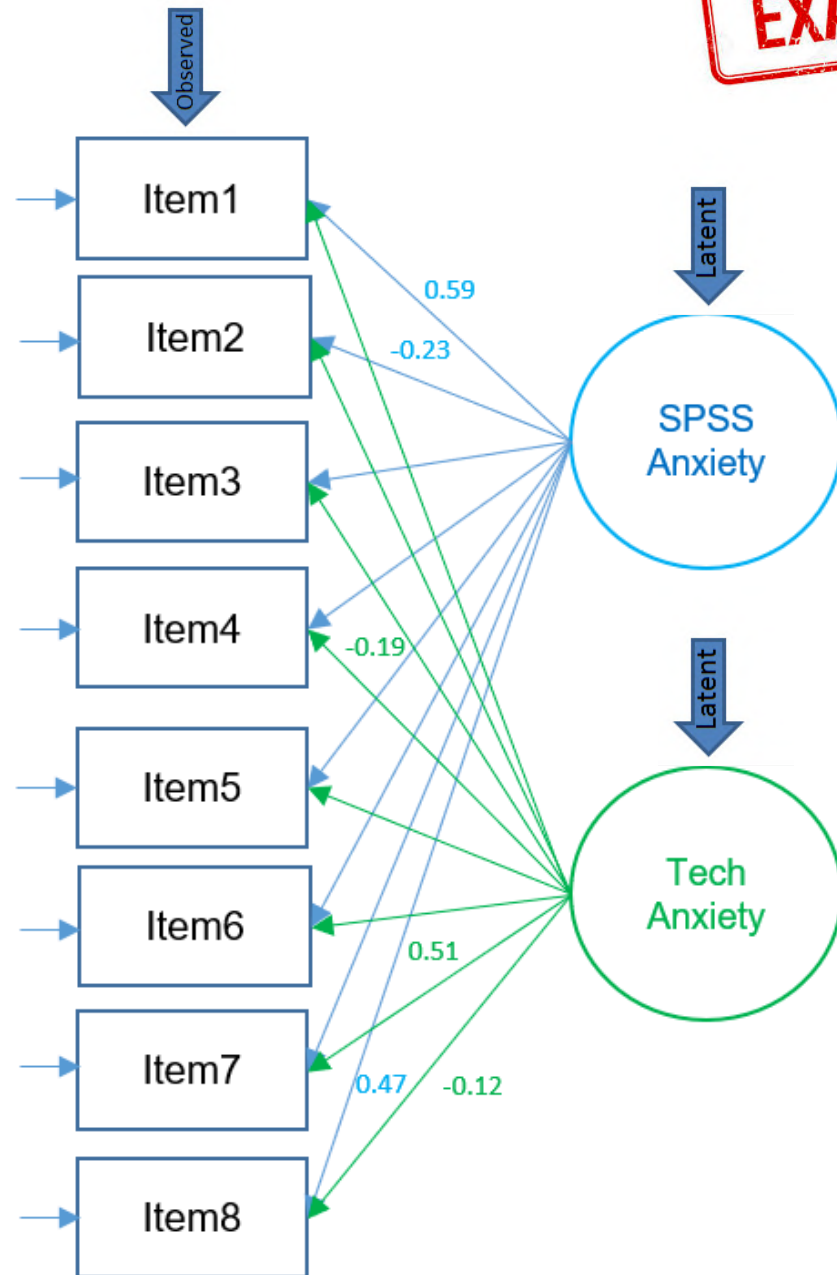 Observed
Item1
Item2
Item3
Item4
Item5
Item6
Item7
Item8
0.59
-0.23
-0.19
0.51
0.47
-0.12
Latent
SPSS
Anxiety
Latent
Tech
Anxiety